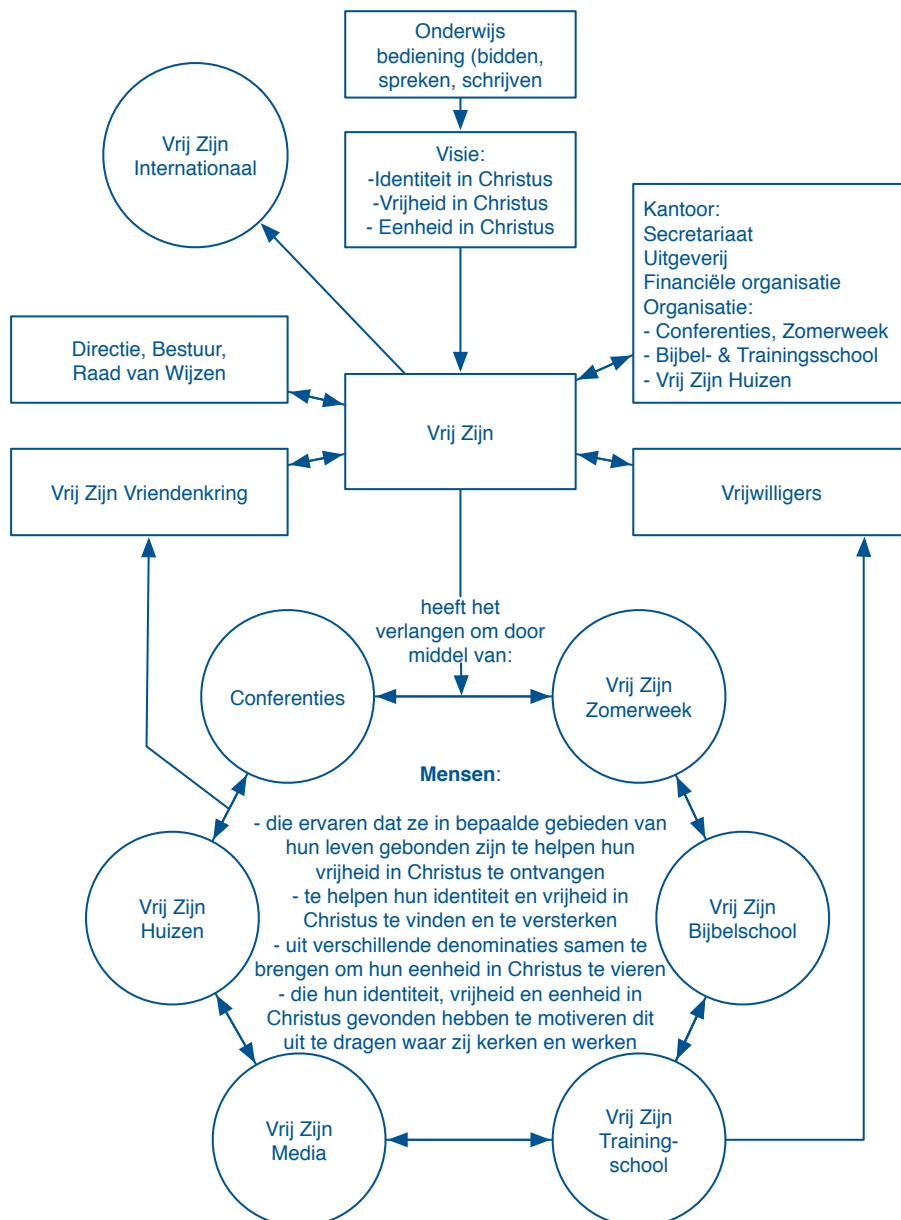 Onderwijs
bediening (bidden,
spreken, schrijven
Vrij Zijn
Internationaal
Visie:
-Identiteit in Christus
-Vrijheid in Christus
- Eenheid in Christus
Kantoor:
Secretariaat
Uitgeverij
Financiële organisatie
Organisatie:
- Conferenties, Zomerweek
- Bijbel- & Trainingsschool
- Vrij Zijn Huizen
Directie, Bestuur,
Raad van Wijzen
Vrij Zijn
Vrij Zijn Vriendenkring
Vrijwilligers
heeft het
verlangen om door
middel van:
Conferenties
Vrij Zijn
Zomerweek
Mensen:
- die ervaren dat ze in bepaalde gebieden van
hun leven gebonden zijn te helpen hun
vrijheid in Christus te ontvangen
- te helpen hun identiteit en vrijheid in
Christus te vinden en te versterken
- uit verschillende denominaties samen te
brengen om hun eenheid in Christus te vieren
- die hun identiteit, vrijheid en eenheid in
Christus gevonden hebben te motiveren dit
uit te dragen waar zij kerken en werken
Vrij Zijn
Huizen
Vrij Zijn
Bijbelschool
Vrij Zijn
Media
Vrij Zijn
Training-
school